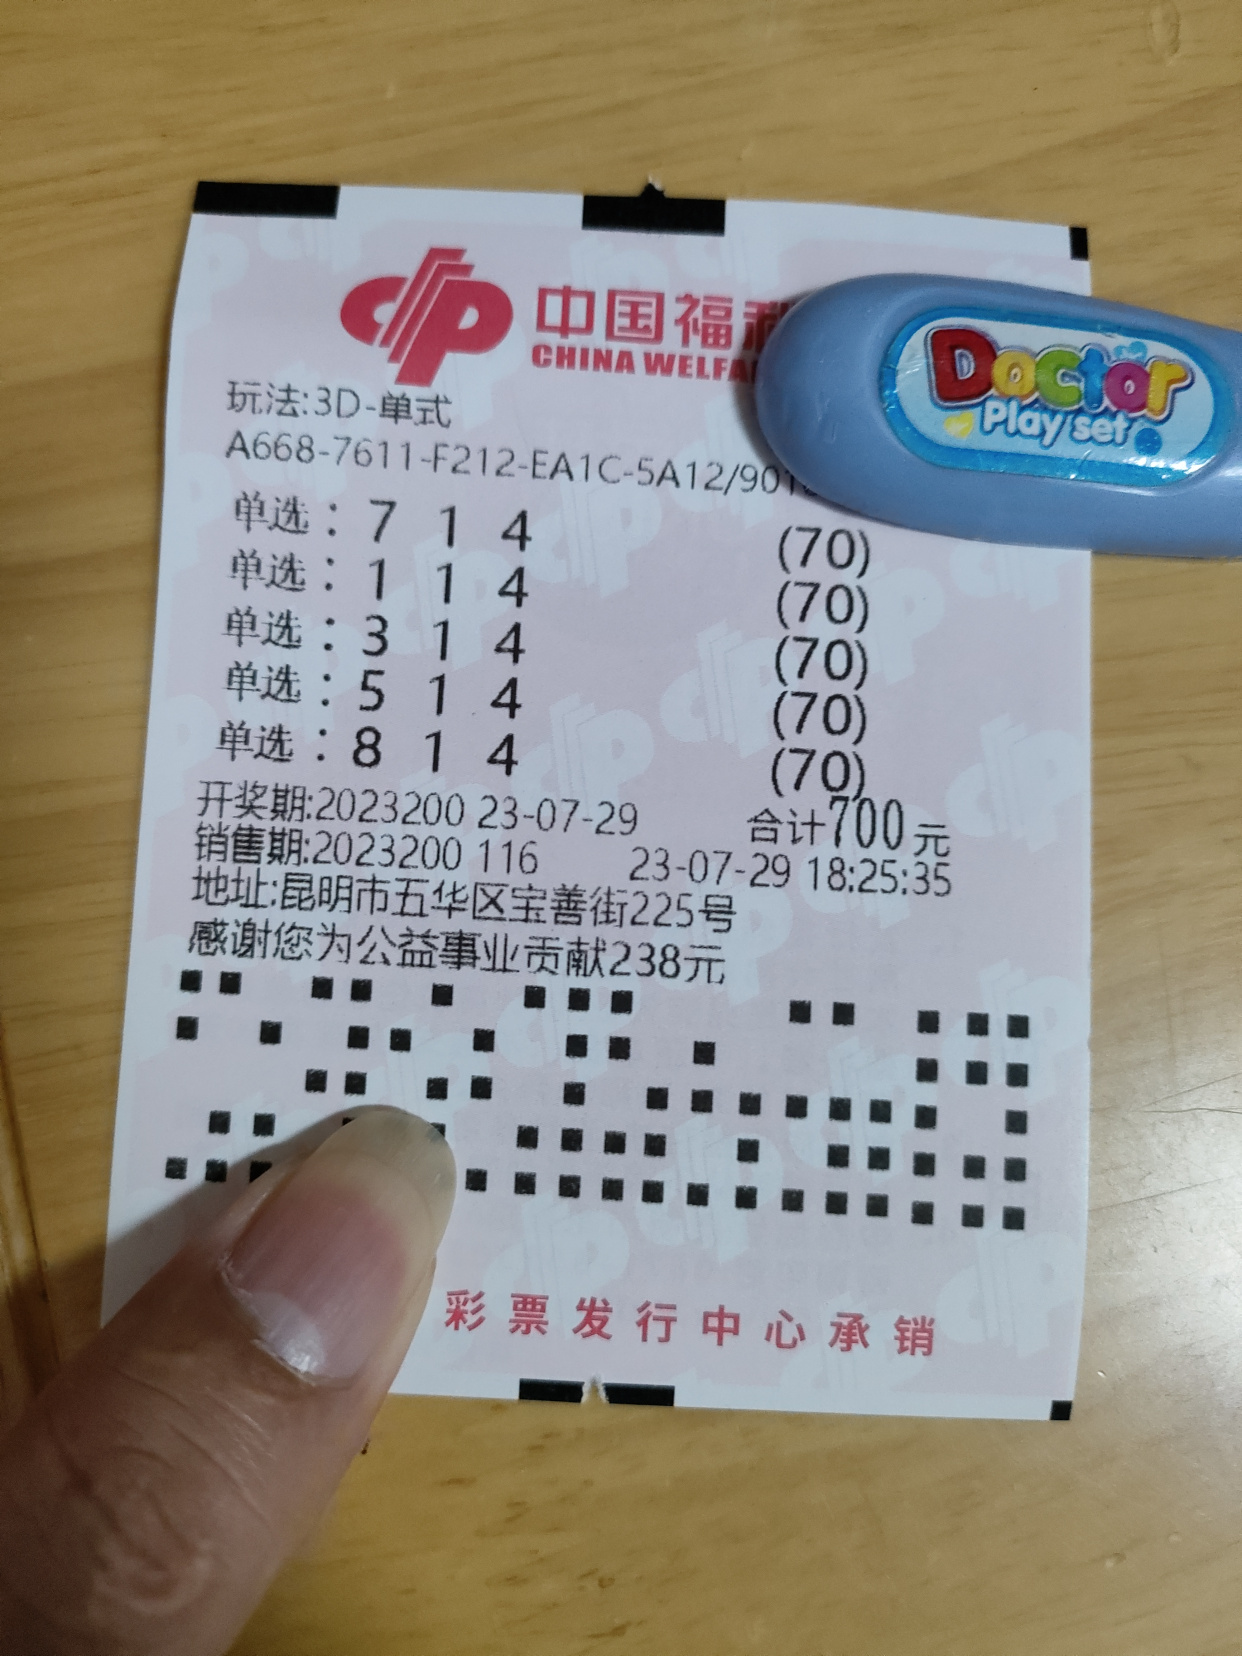 中国福利
CHINA WELFA
Doctor
Play set
玩法:3D-单式
A668-7611-F212-EA1C-5A12/901
单选: 7 1 4 (70)
单选: 1 1 4 (70)
单选: 3 1 4 (70)
单选: 5 1 4 (70)
单选: 8 1 4 (70)
开奖期:2023200 23-07-29 合计700元
销售期:2023200 116 23-07-29 18:25:35
地址:昆明市五华区宝善街225号
感谢您为公益事业贡献238元
彩票发行中心承销